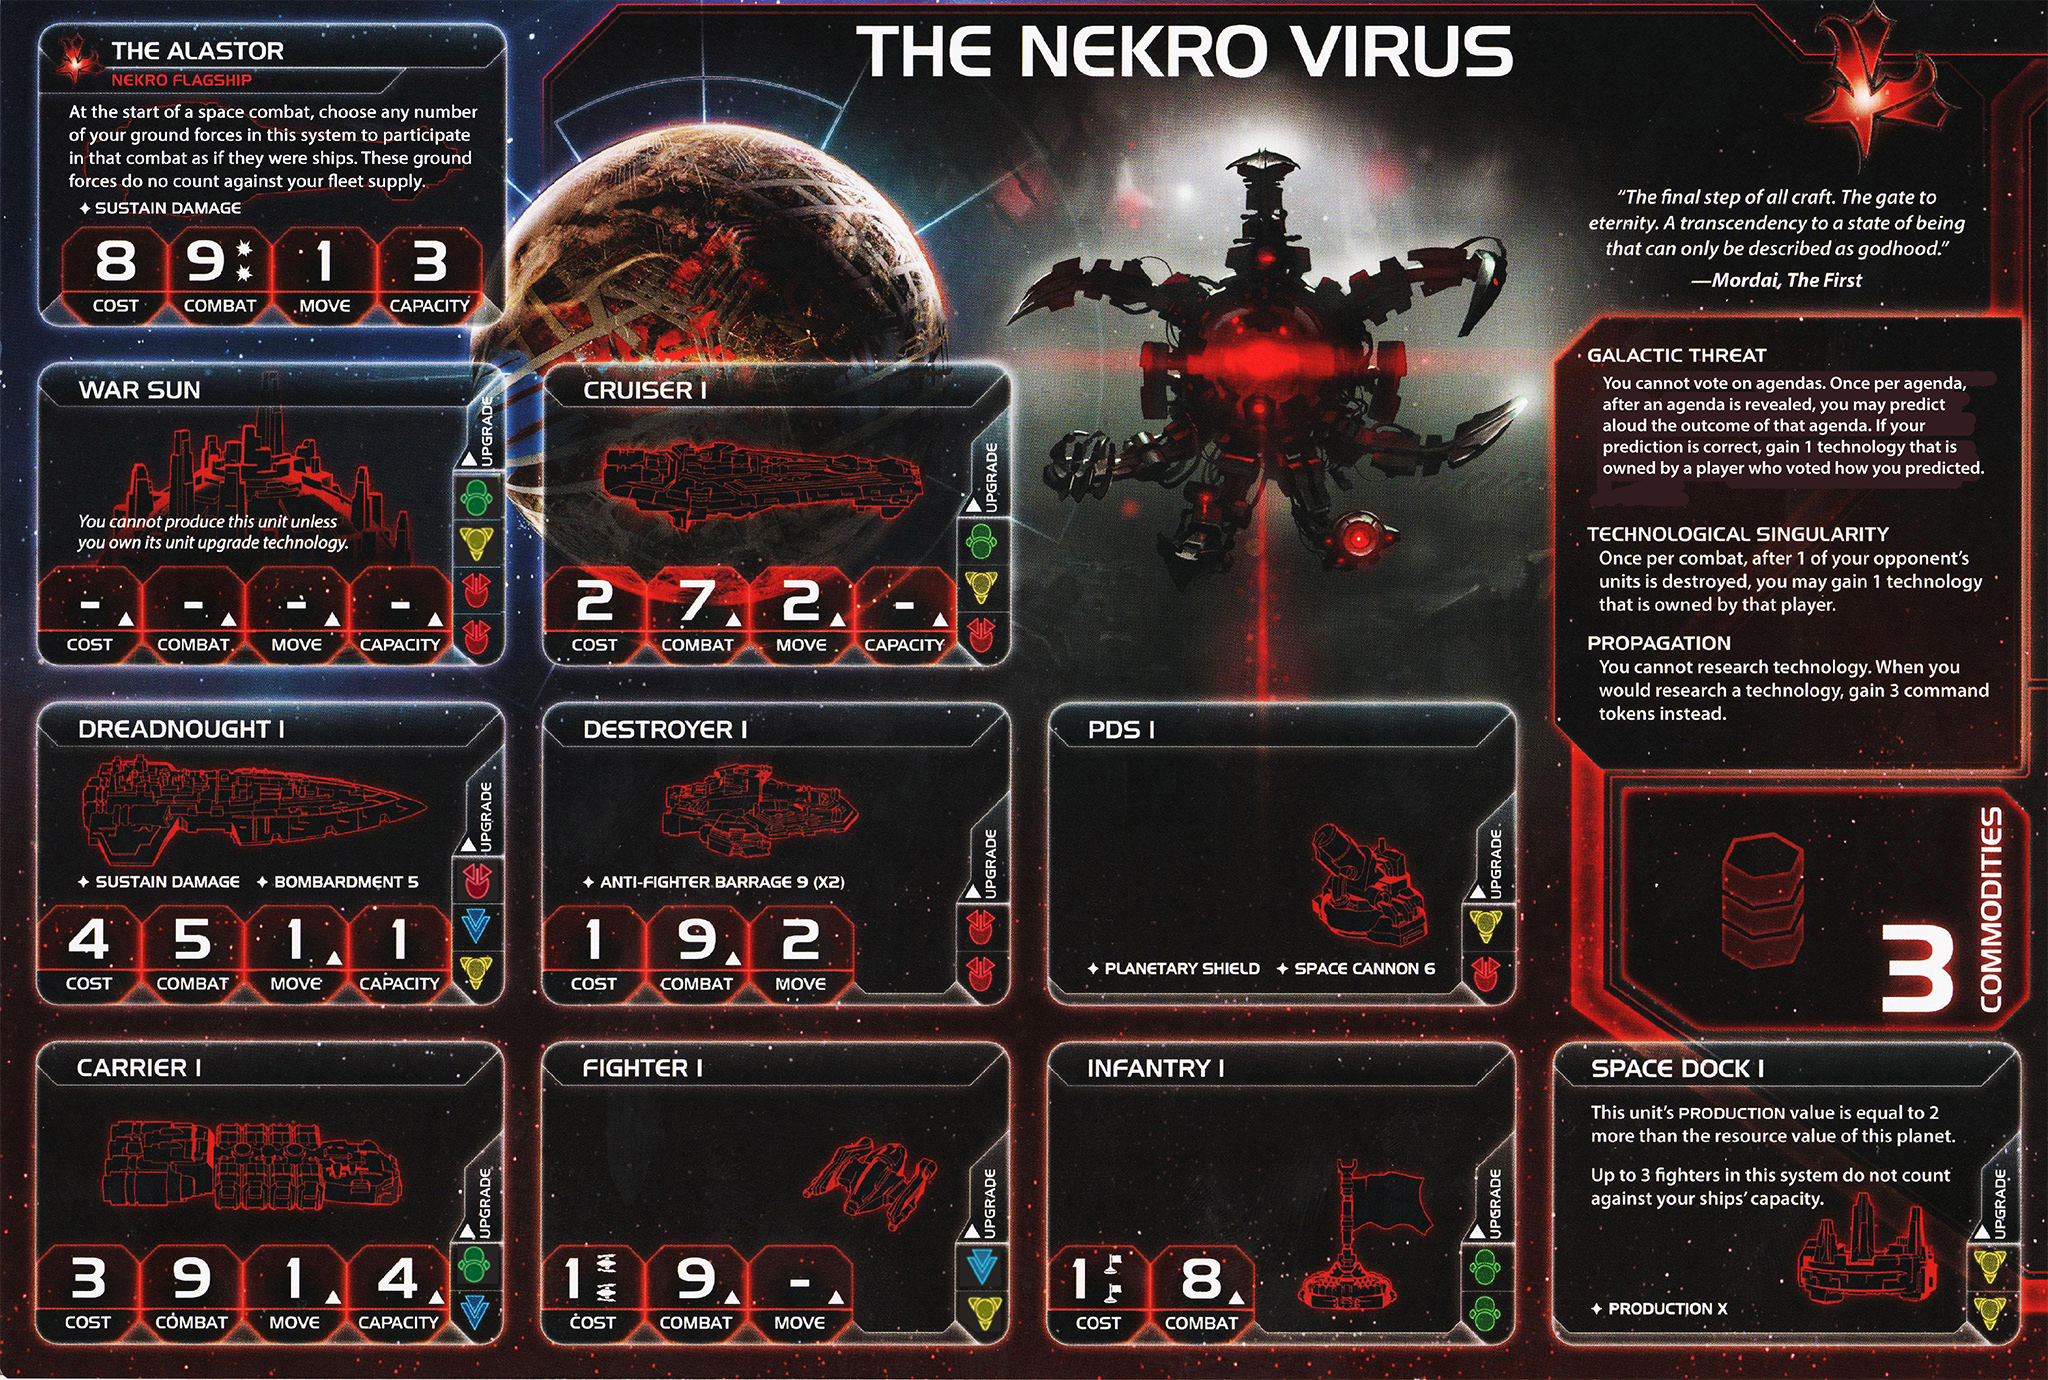 THE NEKRO VIRUS
THE ALASTOR
NEKRO FLAGSHIP
At the start of a space combat, choose any number
of your ground forces in this system to participate
in that combat as if they were ships. These ground
forces do no count against your fleet supply.
✦ SUSTAIN DAMAGE
8 9 1 3
COST COMBAT MOVE CAPACITY
“The final step of all craft. The gate to
eternity. A transcendency to a state of being
that can only be described as godhood.”
—Mordai, The First
WAR SUN
UPGRADE
You cannot produce this unit unless
you own its unit upgrade technology.
- - - -
COST COMBAT MOVE CAPACITY
CRUISER I
UPGRADE
2 7 2 -
COST COMBAT MOVE CAPACITY
GALACTIC THREAT
You cannot vote on agendas. Once per agenda,
after an agenda is revealed, you may predict
aloud the outcome of that agenda. If your
prediction is correct, gain 1 technology that is
owned by a player who voted how you predicted.
TECHNOLOGICAL SINGULARITY
Once per combat, after 1 of your opponent’s
units is destroyed, you may gain 1 technology
that is owned by that player.
PROPAGATION
You cannot research technology. When you
would research a technology, gain 3 command
tokens instead.
DREADNOUGHT I
UPGRADE
✦ SUSTAIN DAMAGE ✦ BOMBARDMENT 5
4 5 1 1
COST COMBAT MOVE CAPACITY
DESTROYER I
UPGRADE
✦ ANTI-FIGHTER BARRAGE 9 (X2)
1 9 2
COST COMBAT MOVE
PDS I
UPGRADE
✦ PLANETARY SHIELD ✦ SPACE CANNON 6
3
COMMODITIES
CARRIER I
UPGRADE
3 9 1 4
COST COMBAT MOVE CAPACITY
FIGHTER I
UPGRADE
1 9 -
COST COMBAT MOVE
INFANTRY I
UPGRADE
1 8
COST COMBAT
SPACE DOCK I
This unit’s PRODUCTION value is equal to 2
more than the resource value of this planet.
Up to 3 fighters in this system do not count
against your ships’ capacity.
UPGRADE
✦ PRODUCTION X